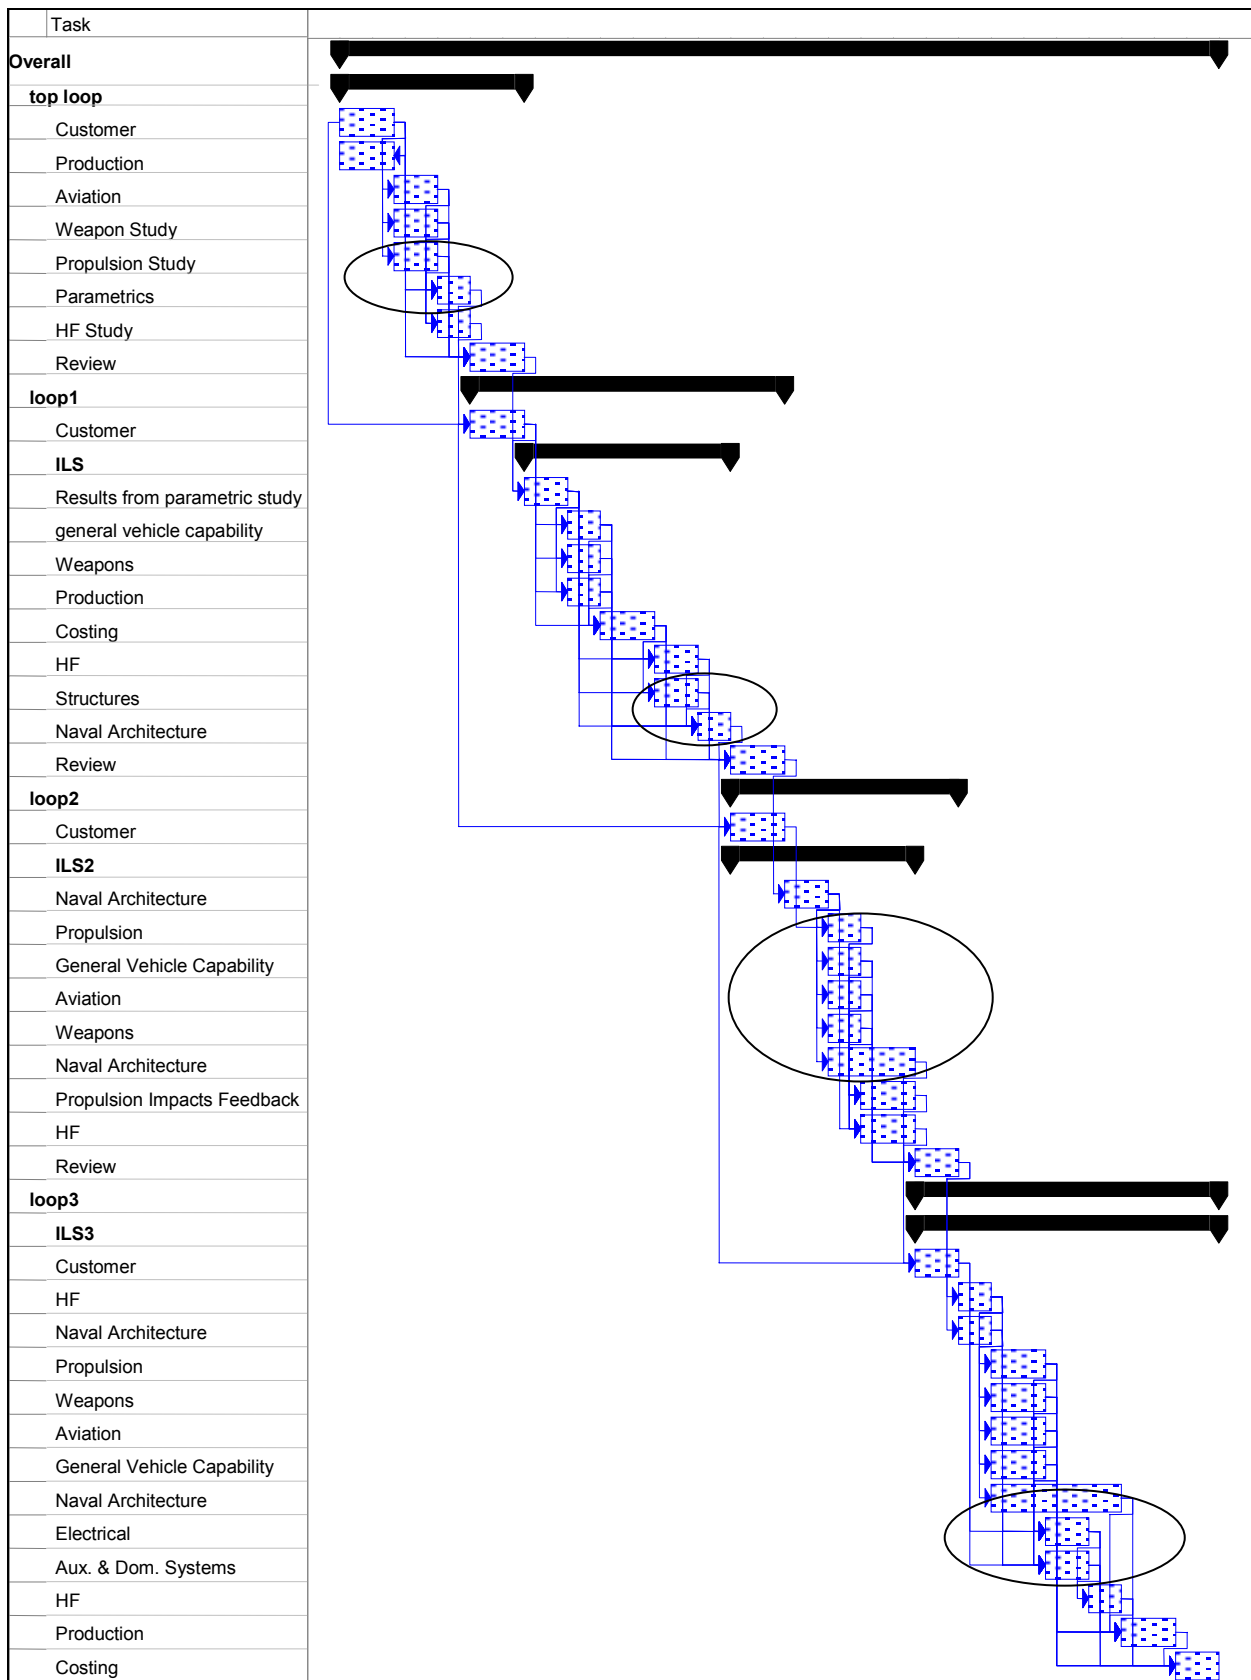 Task
Overall
top loop
Customer
Production
Aviation
Weapon Study
Propulsion Study
Parametrics
HF Study
Review
loop1
Customer
ILS
Results from parametric study
general vehicle capability
Weapons
Production
Costing
HF
Structures
Naval Architecture
Review
loop2
Customer
ILS2
Naval Architecture
Propulsion
General Vehicle Capability
Aviation
Weapons
Naval Architecture
Propulsion Impacts Feedback
HF
Review
loop3
ILS3
Customer
HF
Naval Architecture
Propulsion
Weapons
Aviation
General Vehicle Capability
Naval Architecture
Electrical
Aux. & Dom. Systems
HF
Production
Costing